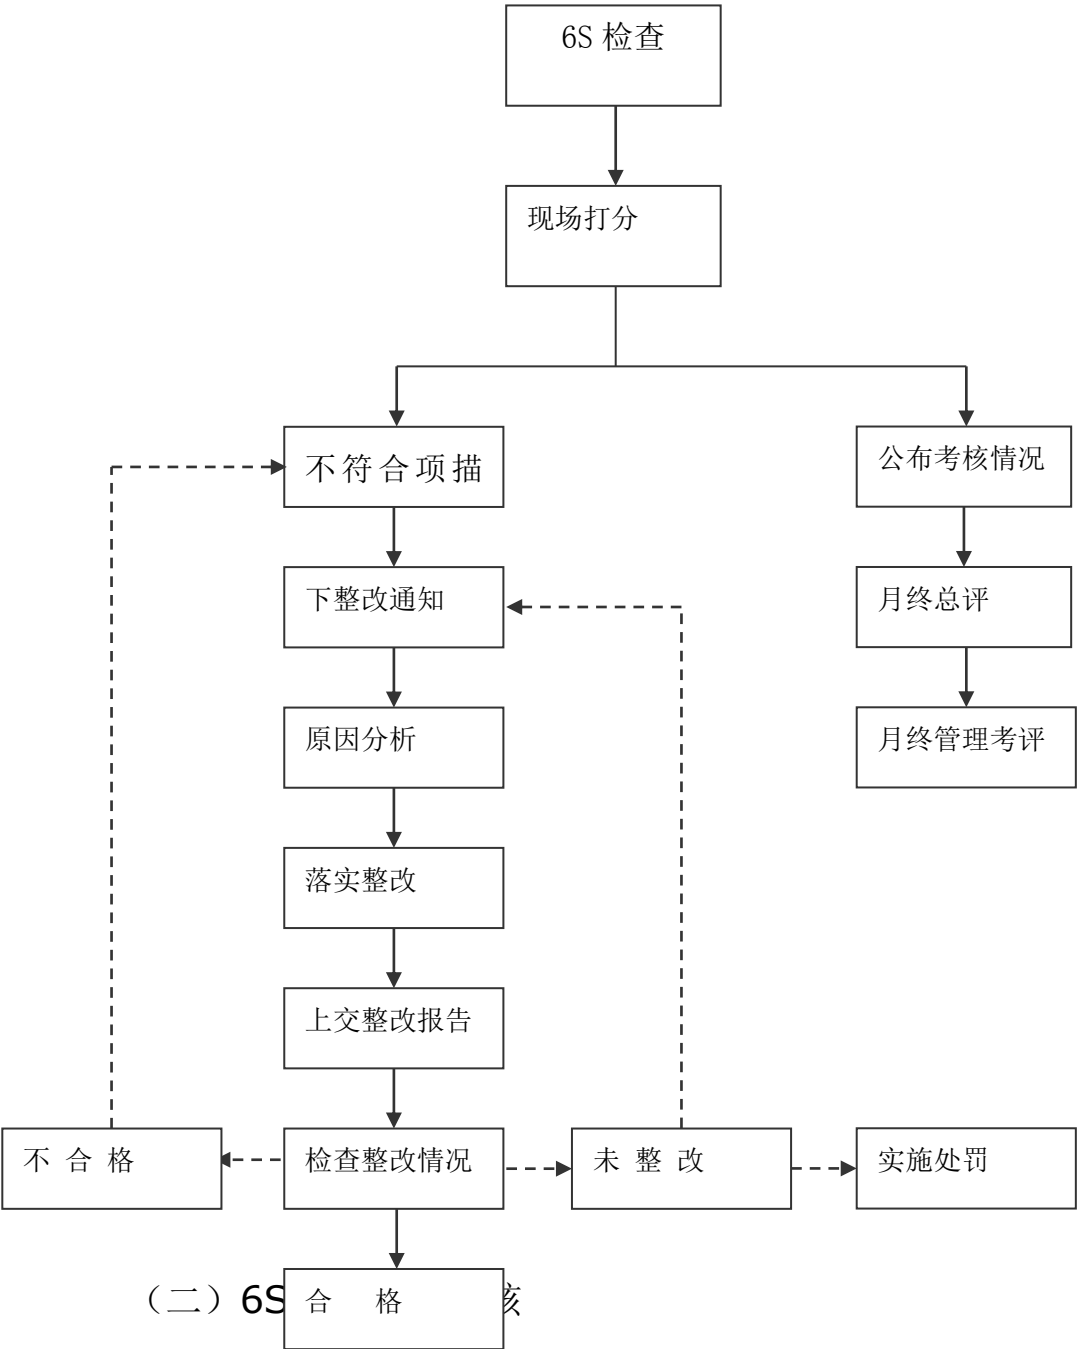 6S 检查
现场打分
不符合项描
公布考核情况
下整改通知
月终总评
原因分析
月终管理考评
落实整改
上交整改报告
不 合 格
检查整改情况
未 整 改
实施处罚
（二）6S
合 格